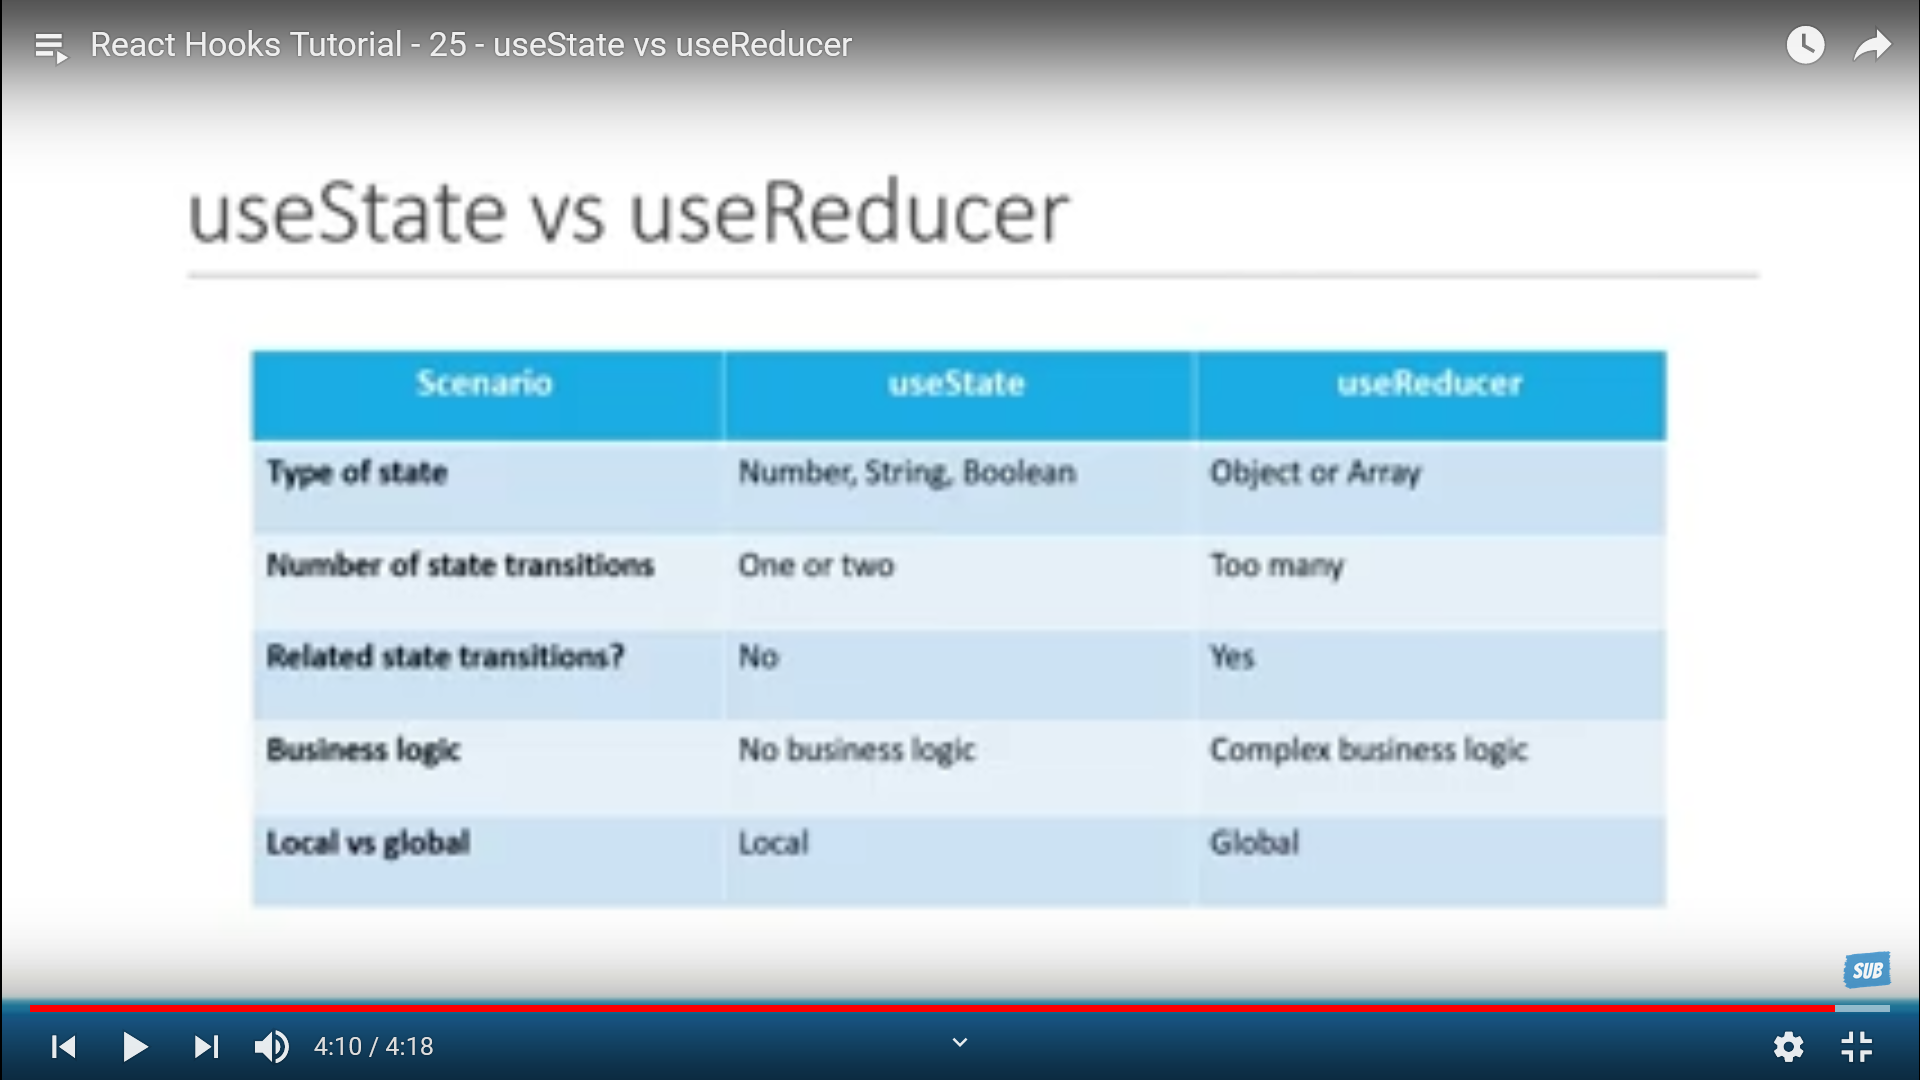 React Hooks Tutorial - 25 - useState vs useReducer
useState vs useReducer
Scenario useState useReducer
Type of state Number, String, Boolean Object or Array
Number of state transitions One or two Too many
Related state transitions? No Yes
Business logic No business logic Complex business logic
Local vs global Local Global
SUB
4:10 / 4:18